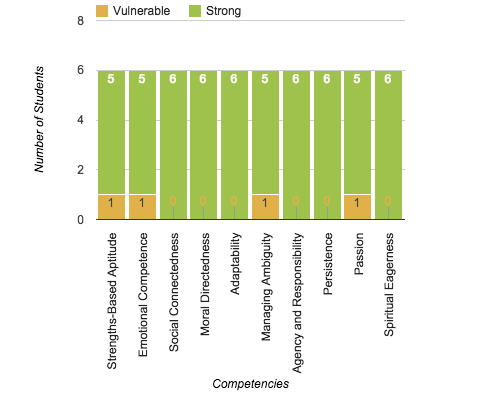 Vulnerable Strong
8
6
4
2
0
Number of Students
5 5 6 6 6 5 6 6 5 6
1 1 0 0 0 1 0 0 1 0
Strengths-Based Aptitude
Emotional Competence
Social Connectedness
Moral Directedness
Adaptability
Managing Ambiguity
Agency and Responsibility
Persistence
Passion
Spiritual Eagerness
Competencies